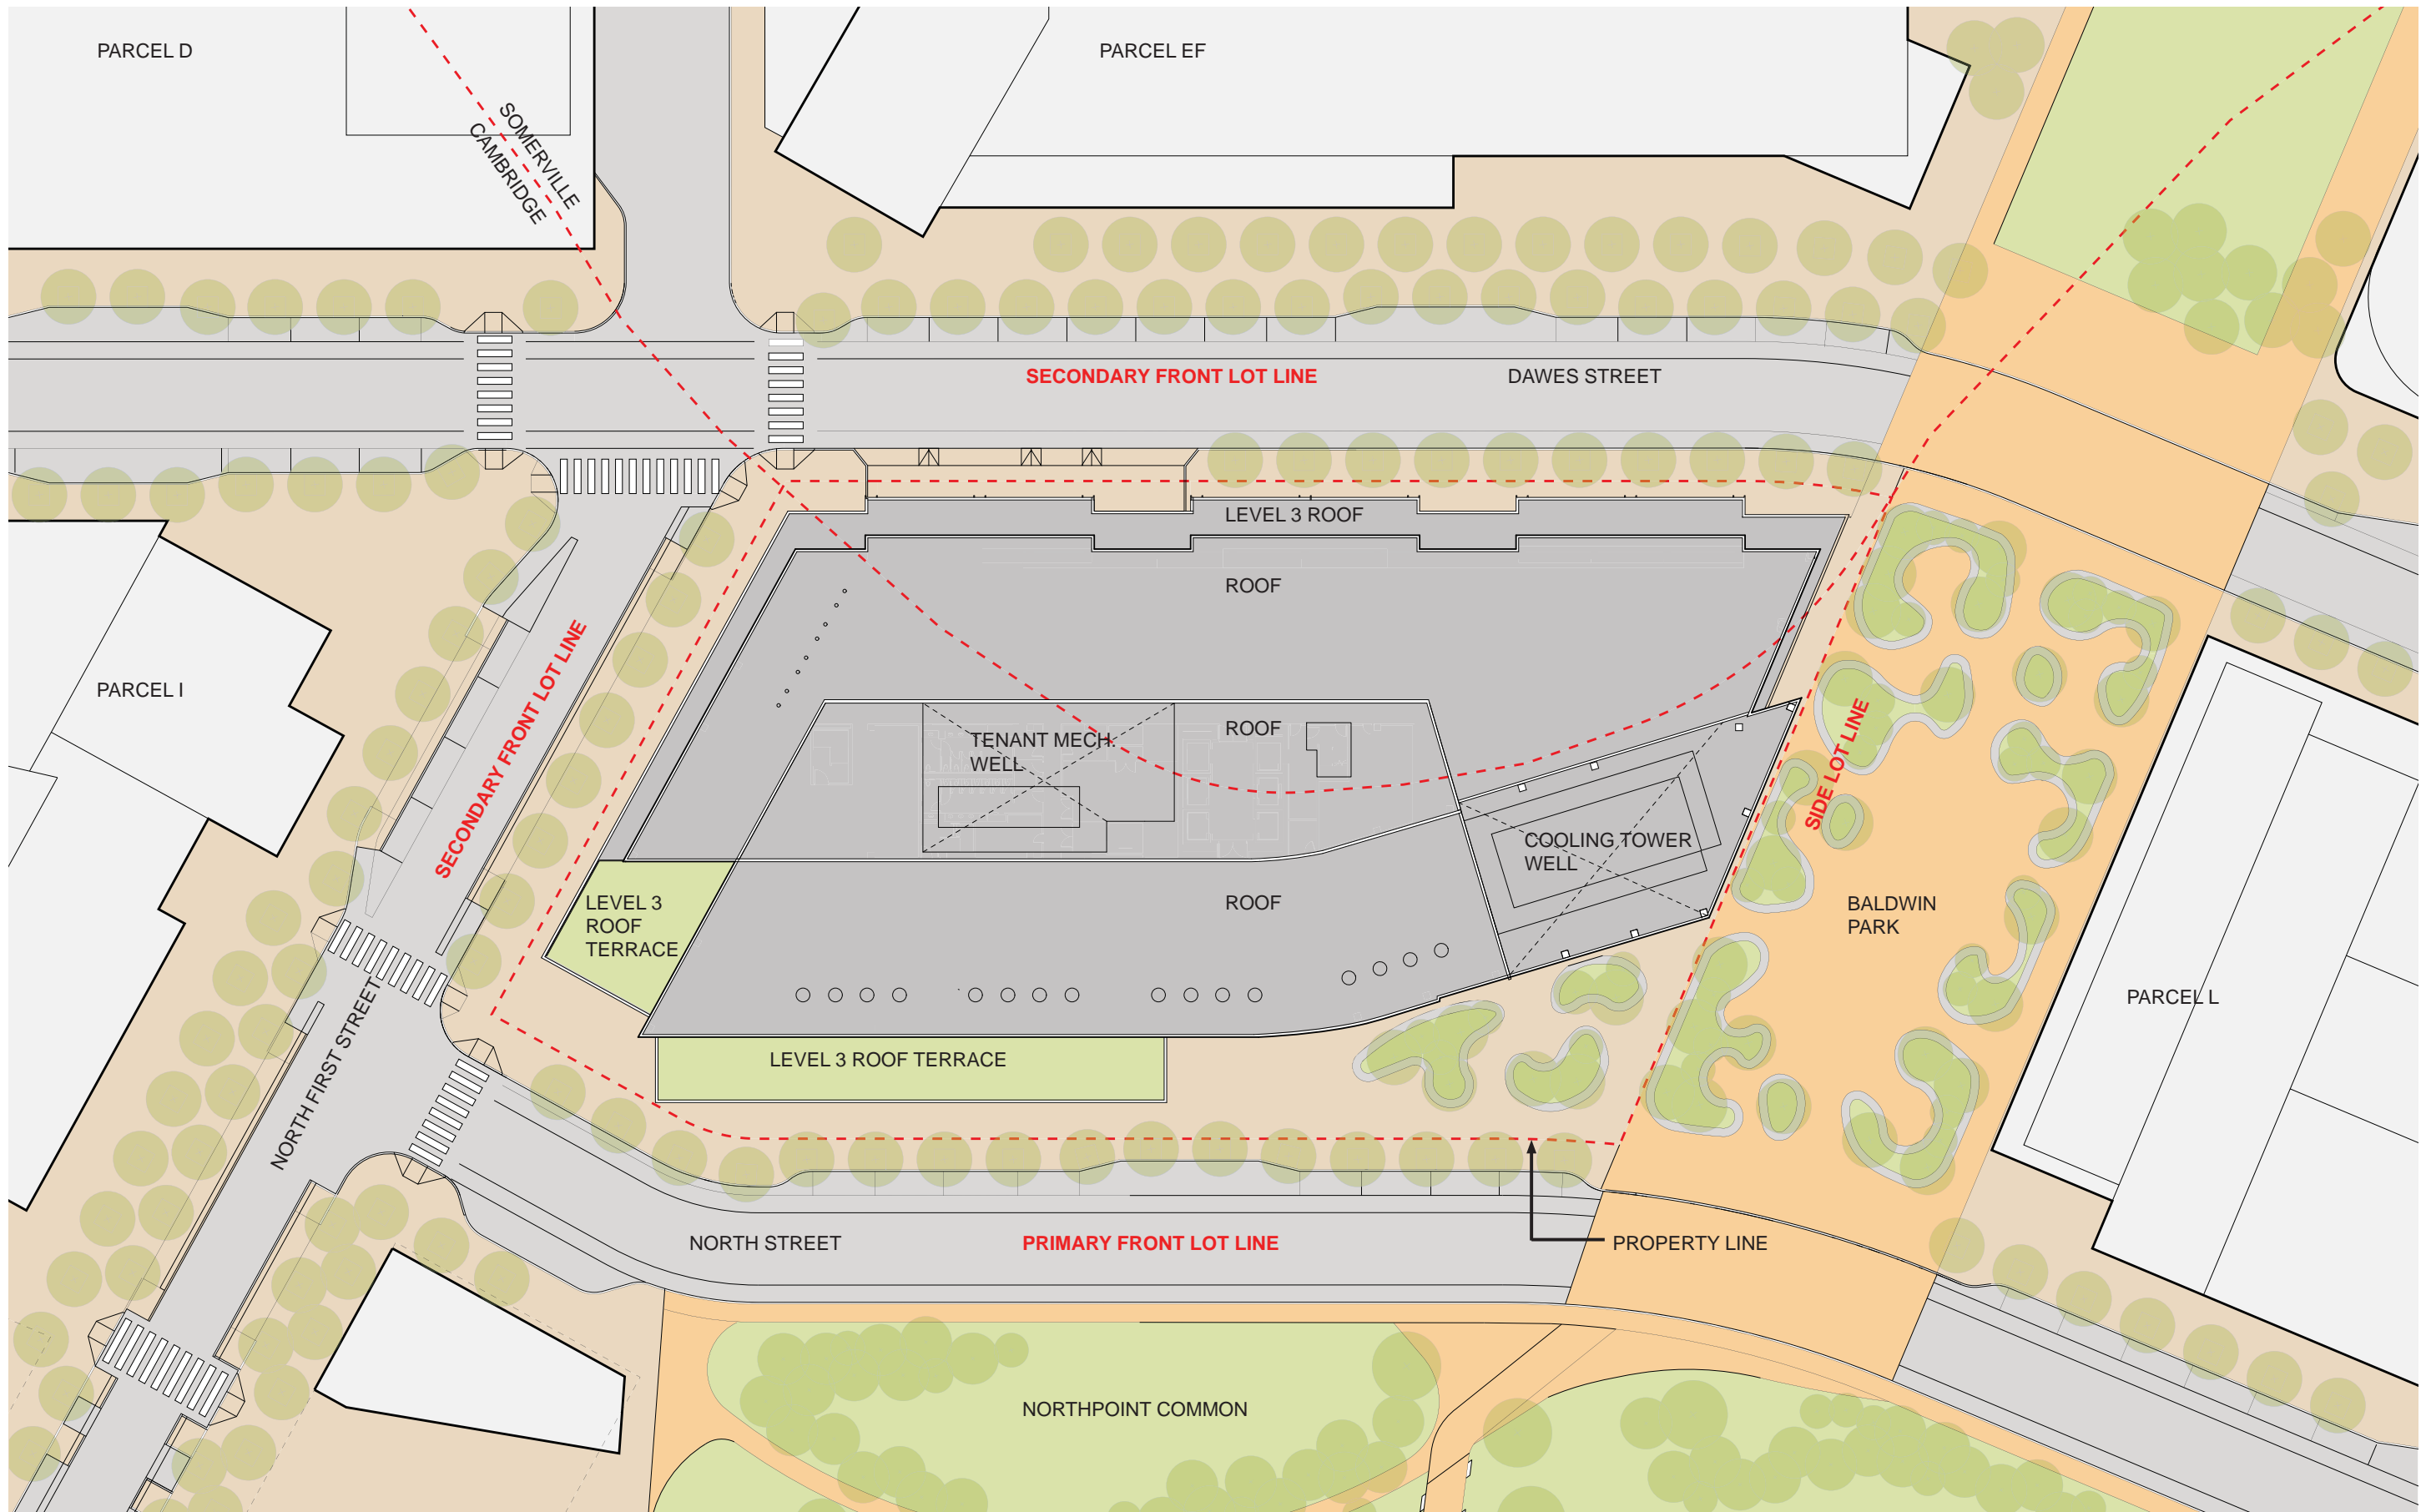 PARCEL D
PARCEL EF
SOMERVILLE
CAMBRIDGE
SECONDARY FRONT LOT LINE
DAWES STREET
LEVEL 3 ROOF
ROOF
PARCEL I
SECONDARY FRONT LOT LINE
ROOF
TENANT MECH.
WELL
SIDE LOT LINE
COOLING TOWER
WELL
LEVEL 3
ROOF
TERRACE
ROOF
BALDWIN
PARK
PARCEL L
NORTH FIRST STREET
LEVEL 3 ROOF TERRACE
NORTH STREET
PRIMARY FRONT LOT LINE
PROPERTY LINE
NORTHPOINT COMMON